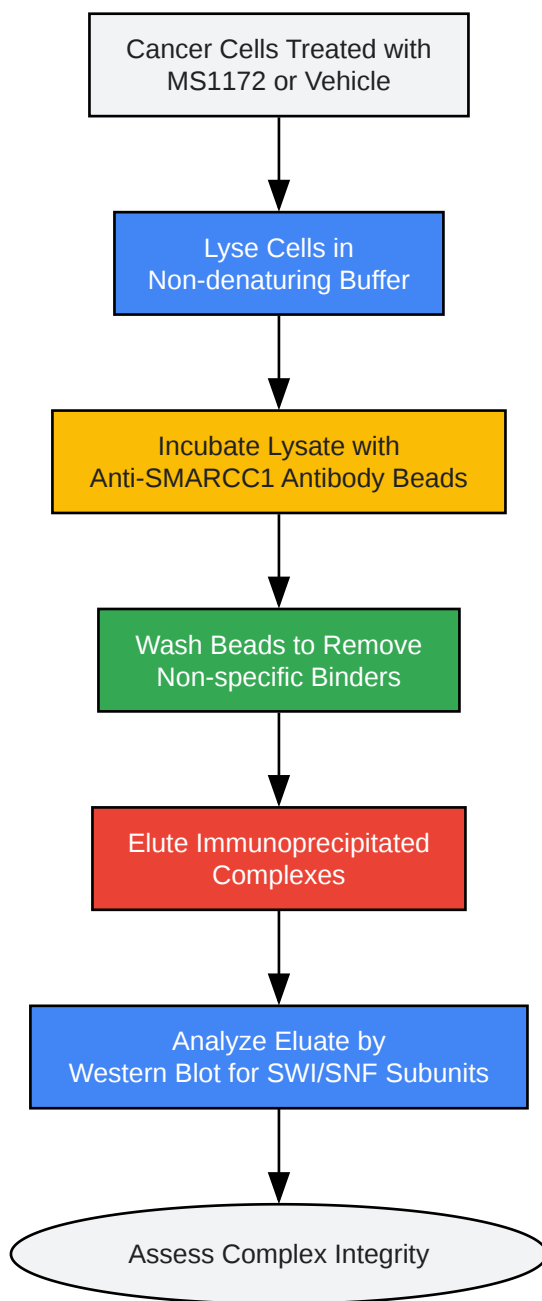 Cancer Cells Treated with
MS1172 or Vehicle
Lyse Cells in
Non-denaturing Buffer
Incubate Lysate with
Anti-SMARCC1 Antibody Beads
Wash Beads to Remove
Non-specific Binders
Elute Immunoprecipitated
Complexes
Analyze Eluate by
Western Blot for SWI/SNF Subunits
Assess Complex Integrity